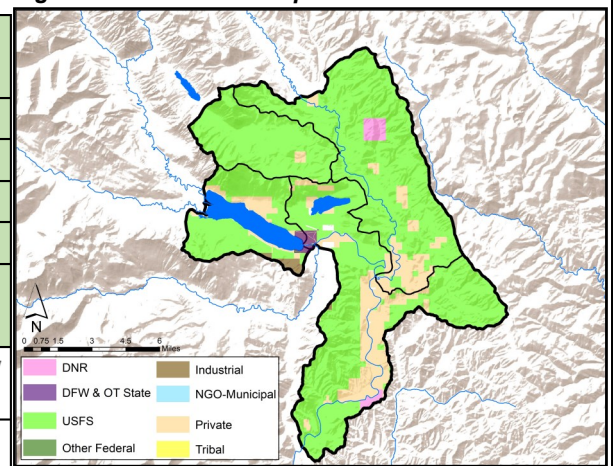 N
0 0.75 1.5 3 4.5 6
Miles
DNR
DFW & OT State
USFS
Other Federal
Industrial
NGO-Municipal
Private
Tribal